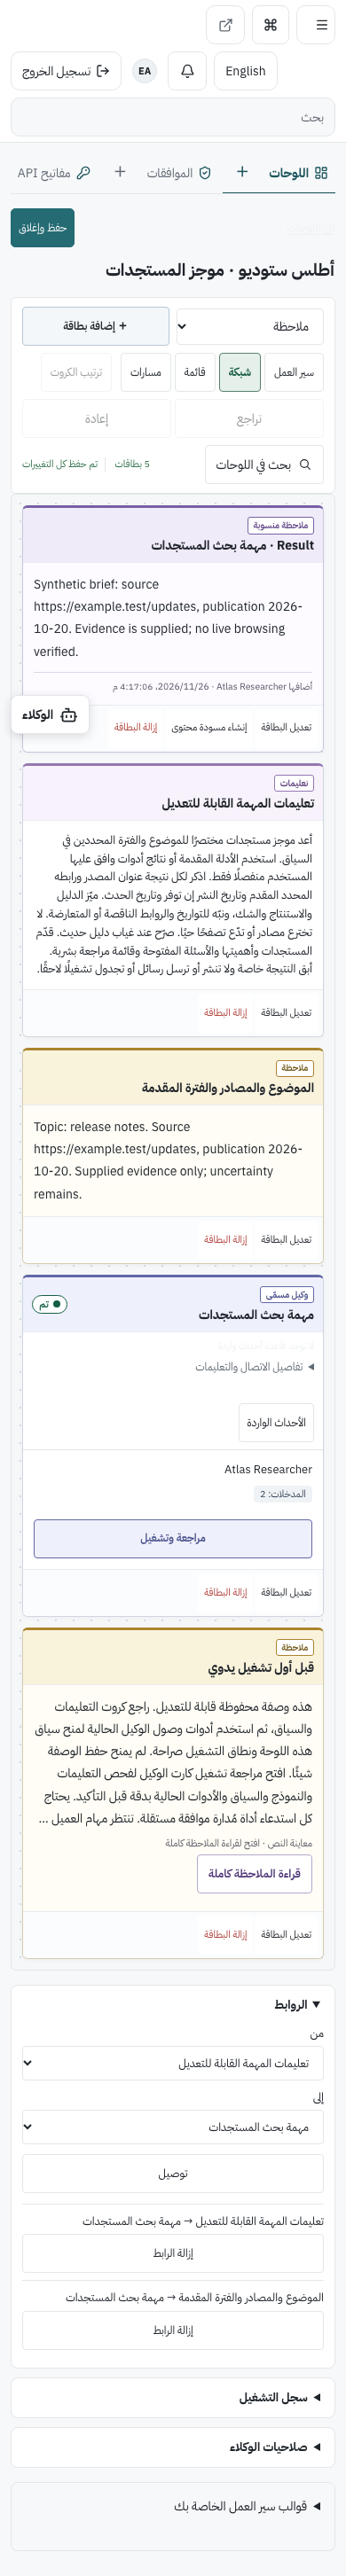 English
EA
تسجيل الخروج
بحث
اللوحات
الموافقات
مفاتيح API
حفظ وإغلاق
أطلس ستوديو · موجز المستجدات
ملاحظة
+ إضافة بطاقة
سير العمل
شبكة
قائمة
مسارات
ترتيب الكروت
تراجع
إعادة
بحث في اللوحات
5 بطاقات
تم حفظ كل التغييرات
ملاحظة منسوبة
Result · مهمة بحث المستجدات
Synthetic brief: source
https://example.test/updates, publication 2026-
10-20. Evidence is supplied; no live browsing
verified.
أضافها Atlas Researcher · 2026/11/26، 4:17:06 م
تعديل البطاقة
إنشاء مسودة محتوى
إزالة البطاقة
الوكلاء
تعليمات
تعليمات المهمة القابلة للتعديل
أعد موجز مستجدات مختصرًا للموضوع والفترة المحددين في
السياق. استخدم الأدلة المقدمة أو نتائج أدوات وافق عليها
المستخدم منفصلًا فقط. اذكر لكل نتيجة عنوان المصدر ورابطه
المحدد المقدم وتاريخ النشر إن توفر وتاريخ الحدث. ميّز الدليل
والاستنتاج الشك، ونبّه للتواريخ والروابط الناقصة أو المتعارضة. لا
تخترع مصادر أو تدّع تصفحًا حيًا. صرّح عند غياب دليل حديث. قدّم
المستجدات وأهميتها والأسئلة المفتوحة وقائمة مراجعة بشرية.
أبق النتيجة خاصة ولا تنشر أو ترسل رسائل أو تجدول تشغيلًا لاحقًا.
تعديل البطاقة
إزالة البطاقة
ملاحظة
الموضوع والمصادر والفترة المقدمة
Topic: release notes. Source
https://example.test/updates, publication 2026-
10-20. Supplied evidence only; uncertainty
remains.
تعديل البطاقة
إزالة البطاقة
وكيل مسمّى
تم
مهمة بحث المستجدات
تفاصيل الاتصال والتعليمات
الأحداث الواردة
Atlas Researcher
المدخلات: 2
مراجعة وتشغيل
تعديل البطاقة
إزالة البطاقة
ملاحظة
قبل أول تشغيل يدوي
هذه وصفة محفوظة قابلة للتعديل. راجع كروت التعليمات
والسياق، ثم استخدم أدوات وصول الوكيل الحالية لمنح سياق
هذه اللوحة ونطاق التشغيل صراحة. لم يمنح حفظ الوصفة
شيئًا. افتح مراجعة تشغيل كارت الوكيل لفحص التعليمات
والنموذج والسياق والأدوات الحالية بدقة قبل التأكيد. يحتاج
كل استدعاء أداة مُدارة موافقة مستقلة. تنتظر مهام العميل ...
معاينة النص · افتح لقراءة الملاحظة كاملة
قراءة الملاحظة كاملة
تعديل البطاقة
إزالة البطاقة
الروابط
من
تعليمات المهمة القابلة للتعديل
إلى
مهمة بحث المستجدات
توصيل
تعليمات المهمة القابلة للتعديل → مهمة بحث المستجدات
إزالة الرابط
الموضوع والمصادر والفترة المقدمة → مهمة بحث المستجدات
إزالة الرابط
سجل التشغيل
صلاحيات الوكلاء
قوالب سير العمل الخاصة بك